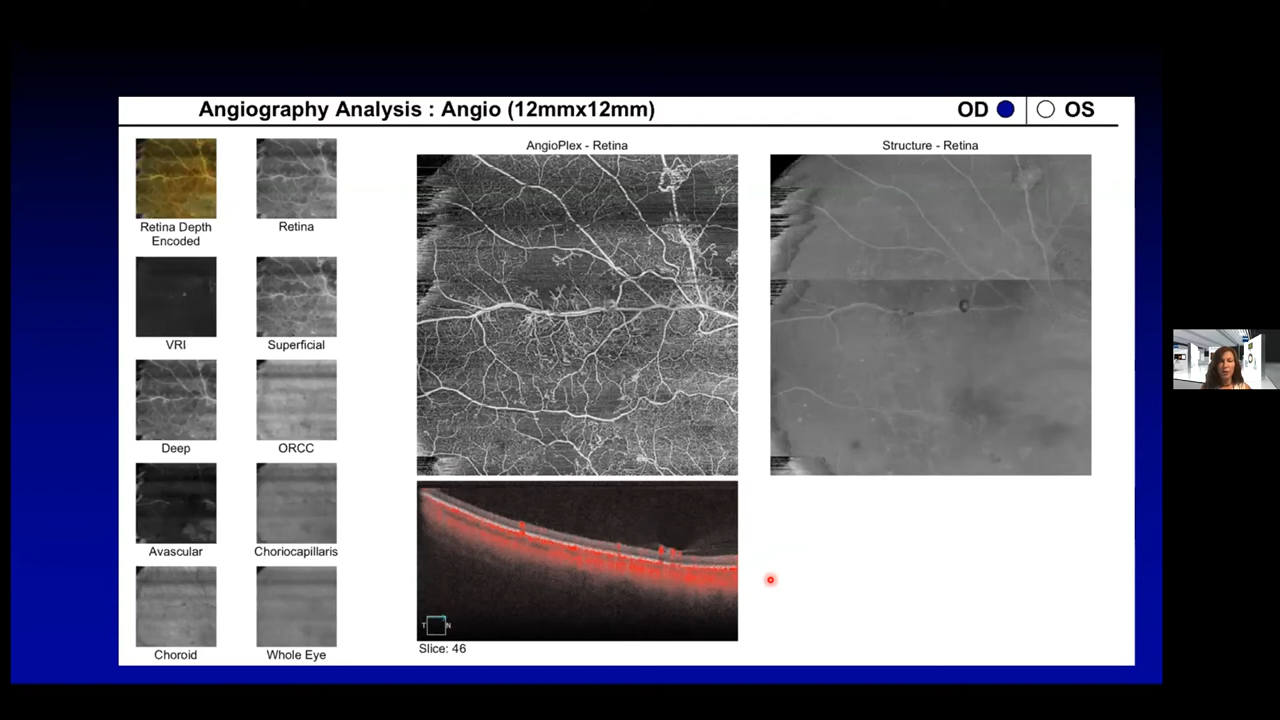 Angiography Analysis : Angio (12mmx12mm)
OD
OS
Retina Depth
Encoded
Retina
VRI
Superficial
Deep
ORCC
Avascular
Choriocapillaris
Choroid
Whole Eye
AngioPlex - Retina
Structure - Retina
T
N
Slice: 46